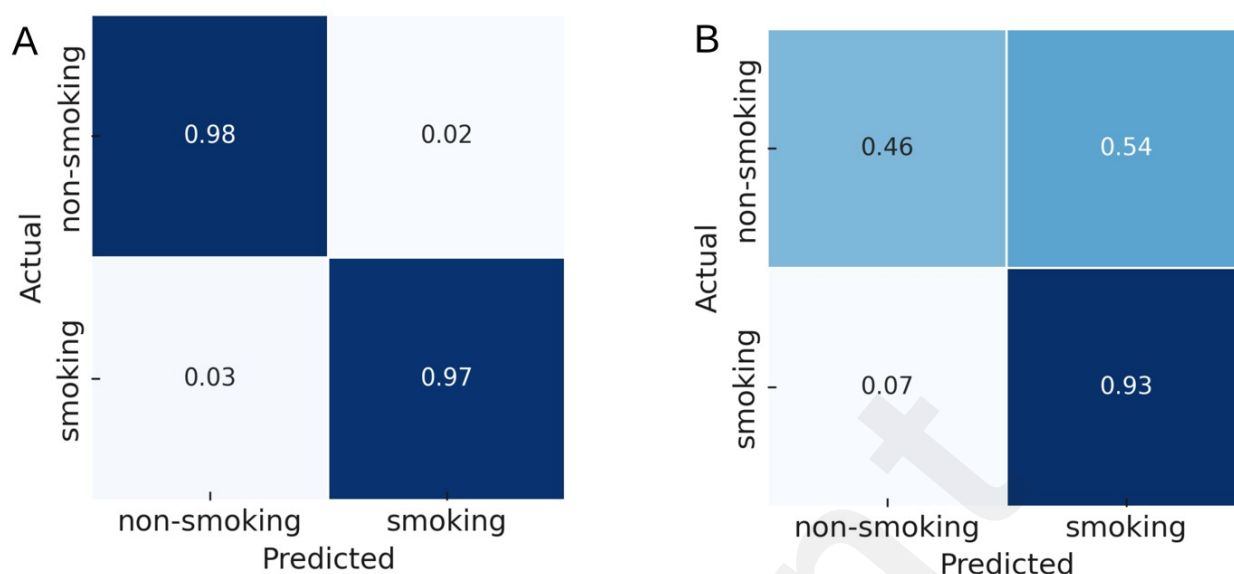 A
non-smoking
0.98
0.02
Actual
smoking
0.03
0.97
non-smoking
smoking
Predicted
B
non-smoking
0.46
0.54
Actual
smoking
0.07
0.93
non-smoking
smoking
Predicted